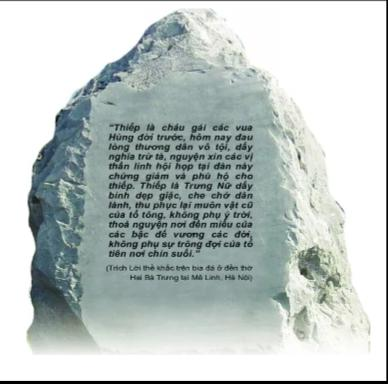 "Thiếp là cháu gái các vua
Hùng đời trước, hôm nay đau
lòng thương dân vô tội, dấy
nghĩa trừ tà, nguyện xin các vị
thần linh hội họp tại đàn này
chứng giám và phù hộ cho
thiếp. Thiếp là Trưng Nữ dấy
binh dẹp giặc, che chở dân
lành, thu phục lại muôn vật cũ
của tổ tông, không phụ ý trời,
thoả nguyện nơi đền miếu của
các bậc đế vương các đời,
không phụ sự trông đợi của tổ
tiên nơi chín suối."
(Trích Lời thề khắc trên bia đá ở đền thờ
Hai Bà Trưng tại Mê Linh, Hà Nội)